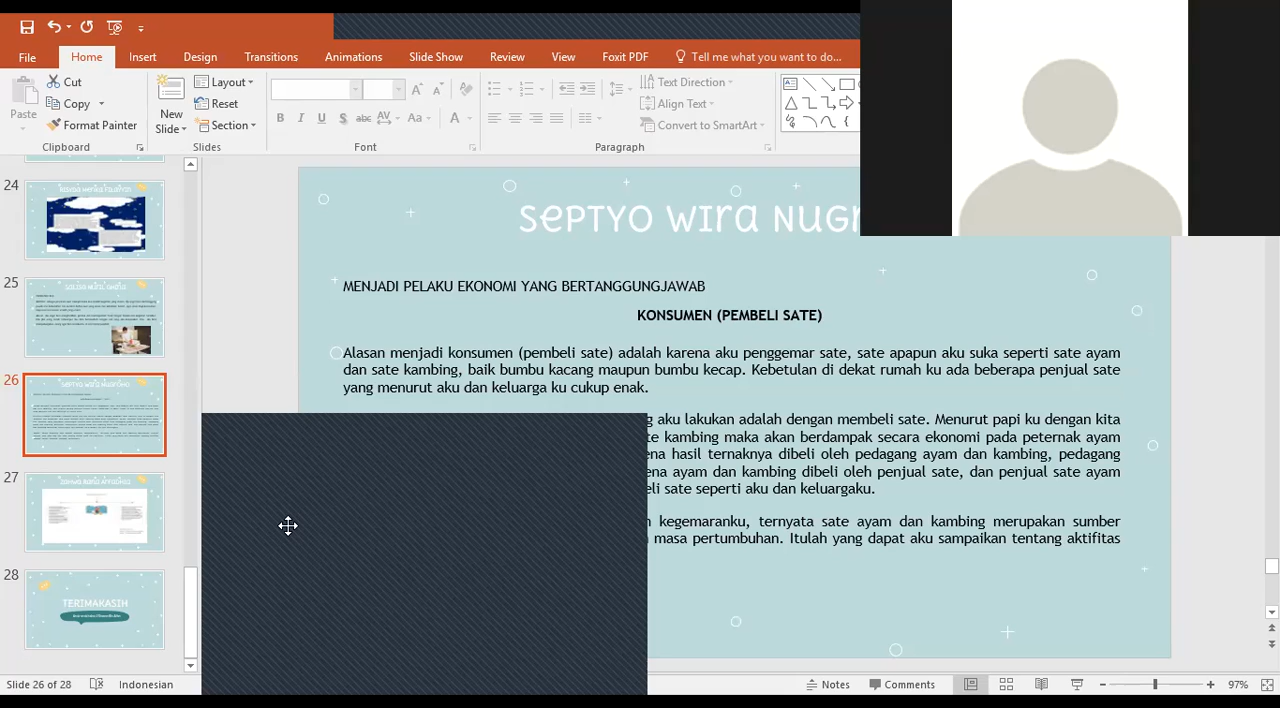 File Home Insert Design Transitions Animations Slide Show Review View Foxit PDF Tell me what you want to do...
Cut
Copy
Format Painter
Paste
Clipboard
New Slide
Layout
Reset
Section
Slides
B I U S abc AV Aa A
Font
Text Direction
Align Text
Convert to SmartArt
Paragraph
24
25
26
27
28
TERIMAKASIH
Septyo Wira
MENJADI PELAKU EKONOMI YANG BERTANGGUNGJAWAB
KONSUMEN (PEMBELI SATE)
Alasan menjadi konsumen (pembeli sate) adalah karena aku penggemar sate, sate apapun aku suka seperti sate ayam
dan sate kambing, baik bumbu kacang maupun bumbu kecap. Kebetulan di dekat rumah ku ada beberapa penjual sate
yang menurut aku dan keluarga ku cukup enak.
aku lakukan adalah dengan membeli sate. Menurut papi ku dengan kita
kambing maka akan berdampak secara ekonomi pada peternak ayam
hasil ternaknya dibeli oleh pedagang ayam dan kambing, pedagang
ayam dan kambing dibeli oleh penjual sate, dan penjual sate ayam
sate seperti aku dan keluargaku.
kegemaranku, ternyata sate ayam dan kambing merupakan sumber
masa pertumbuhan. Itulah yang dapat aku sampaikan tentang aktifitas
Slide 26 of 28 Indonesian Notes Comments 97%